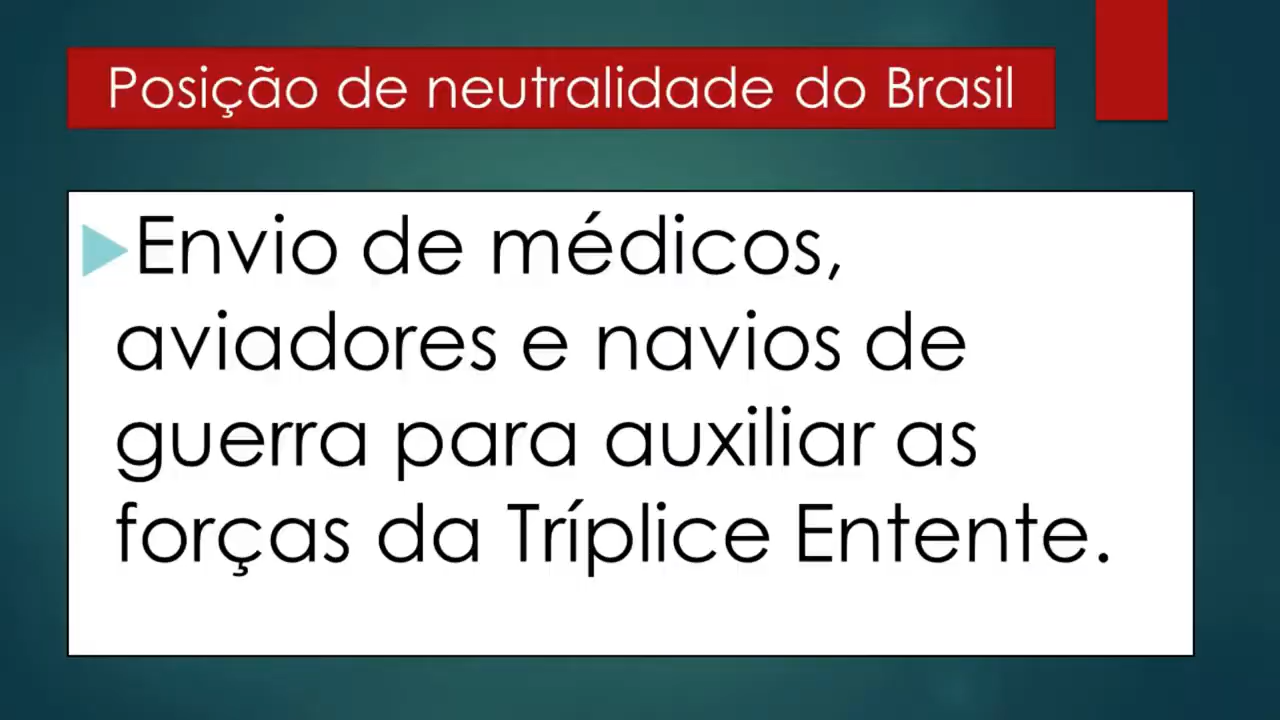 Posição de neutralidade do Brasil
Envio de médicos,
aviadores e navios de
guerra para auxiliar as
forças da Tríplice Entente.